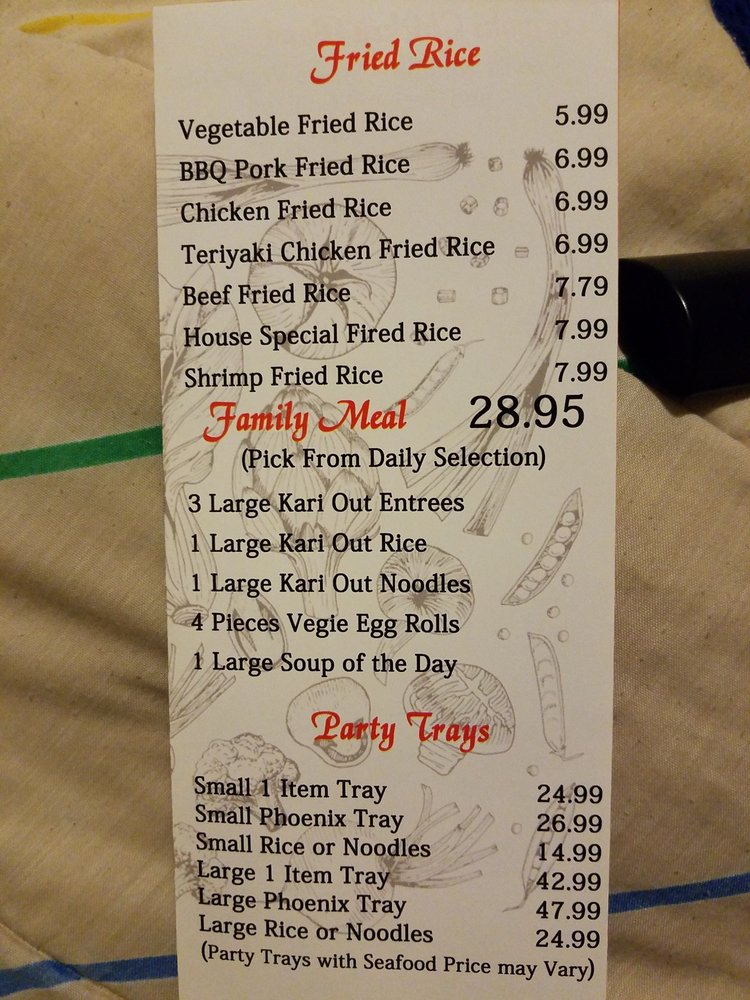 Fried Rice
Vegetable Fried Rice 5.99
BBQ Pork Fried Rice 6.99
Chicken Fried Rice 6.99
Teriyaki Chicken Fried Rice 6.99
Beef Fried Rice 7.79
House Special Fired Rice 7.99
Shrimp Fried Rice 7.99
Family Meal 28.95
(Pick From Daily Selection)
3 Large Kari Out Entrees
1 Large Kari Out Rice
1 Large Kari Out Noodles
4 Pieces Vegie Egg Rolls
1 Large Soup of the Day
Party Trays
Small 1 Item Tray 24.99
Small Phoenix Tray 26.99
Small Rice or Noodles 14.99
Large 1 Item Tray 42.99
Large Phoenix Tray 47.99
Large Rice or Noodles 24.99
(Party Trays with Seafood Price may Vary)